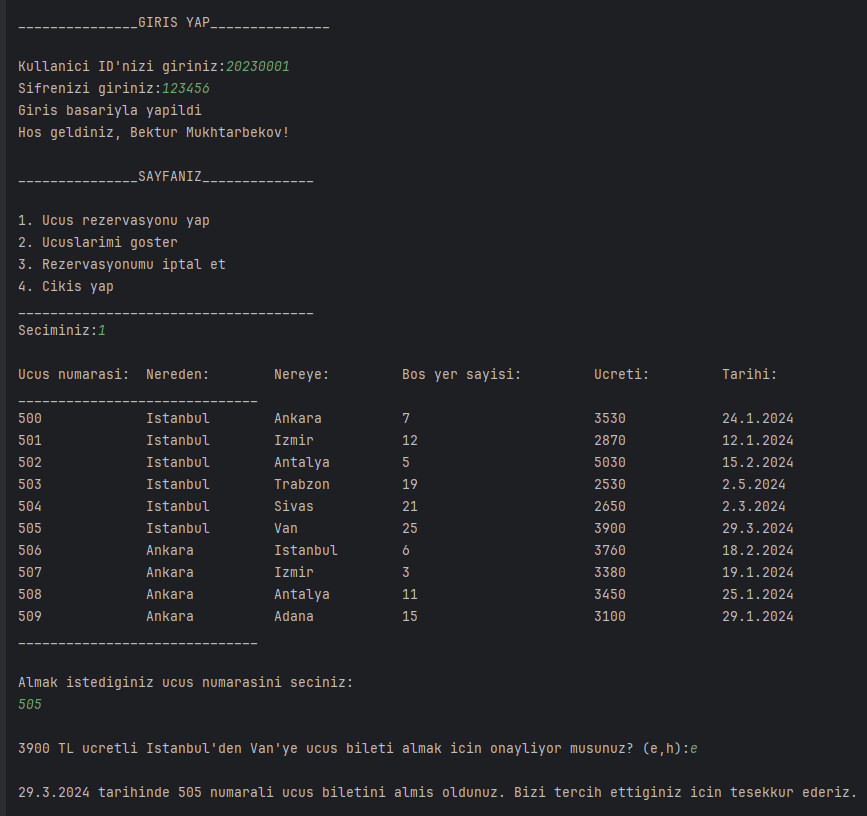 _______________GIRIS YAP_______________
Kullanici ID'nizi giriniz:20230001
Sifrenizi giriniz:123456
Giris basariyla yapildi
Hos geldiniz, Bektur Mukhtarbekov!
_______________SAYFANIZ______________
1. Ucus rezervasyonu yap
2. Ucuslarimi goster
3. Rezervasyonumu iptal et
4. Cikis yap
_____________________________________
Seciminiz:1
Ucus numarasi:  Nereden:        Nereye:         Bos yer sayisi:         Ucreti:         Tarihi:
______________________________
500             Istanbul        Ankara          7                       3530            24.1.2024
501             Istanbul        Izmir           12                      2870            12.1.2024
502             Istanbul        Antalya         5                       5030            15.2.2024
503             Istanbul        Trabzon         19                      2530            2.5.2024
504             Istanbul        Sivas           21                      2650            2.3.2024
505             Istanbul        Van             25                      3900            29.3.2024
506             Ankara          Istanbul        6                       3760            18.2.2024
507             Ankara          Izmir           3                       3380            19.1.2024
508             Ankara          Antalya         11                      3450            25.1.2024
509             Ankara          Adana           15                      3100            29.1.2024
______________________________
Almak istediginiz ucus numarasini seciniz:
505
3900 TL ucretli Istanbul'den Van'ye ucus bileti almak icin onayliyor musunuz? (e,h):e
29.3.2024 tarihinde 505 numarali ucus biletini almis oldunuz. Bizi tercih ettiginiz icin tesekkur ederiz.